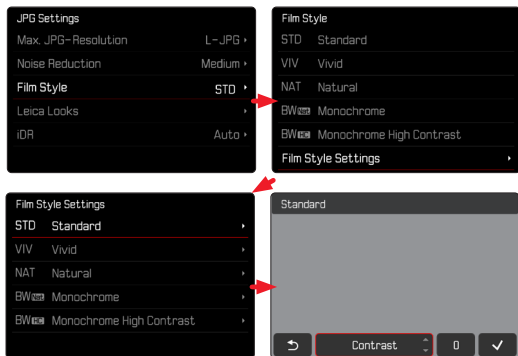 JPG Settings
Max. JPG-Resolution L-JPG
Noise Reduction Medium
Film Style STD
Leica Looks
iDR Auto
Film Style
STD Standard
VIV Vivid
NAT Natural
BW Nat Monochrome
BW HC Monochrome High Contrast
Film Style Settings
Film Style Settings
STD Standard
VIV Vivid
NAT Natural
BW Nat Monochrome
BW HC Monochrome High Contrast
Standard
Contrast 0